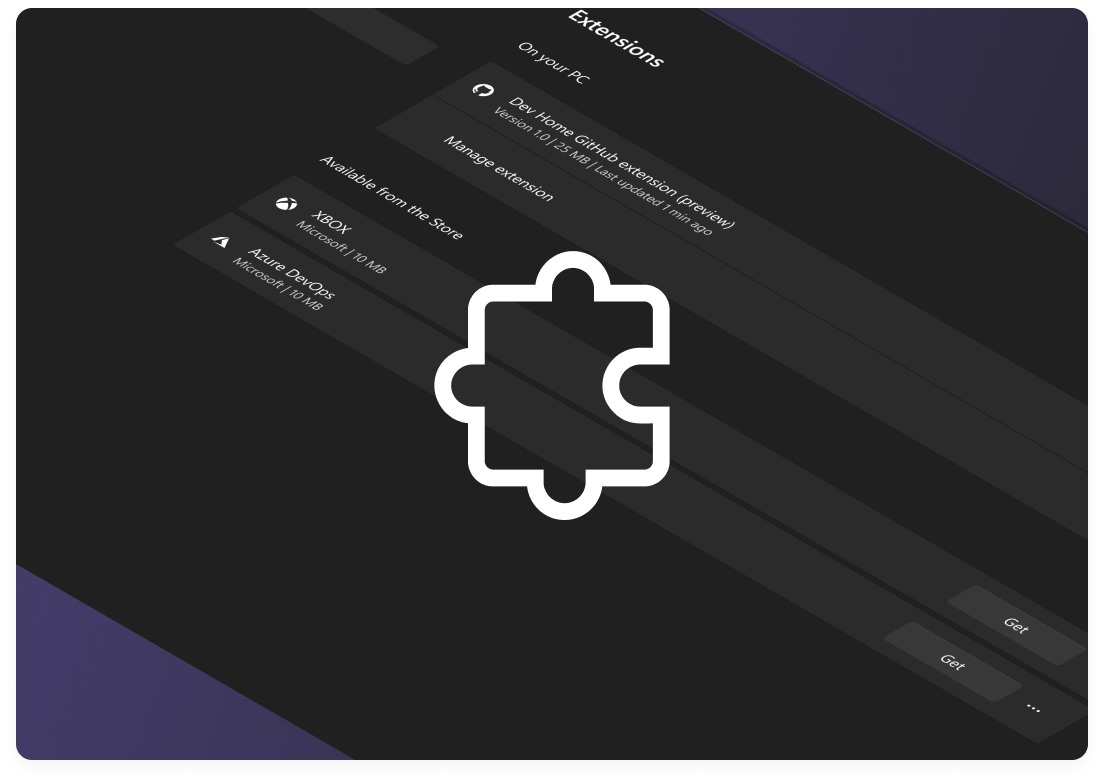 Extensions
On your PC
Dev Home GitHub extension (preview)
Version 1.0 | 25 MB | Last updated 1 min ago
Manage extension
Available from the Store
XBOX
Microsoft | 10 MB
Get
Azure DevOps
Microsoft | 10 MB
Get
...